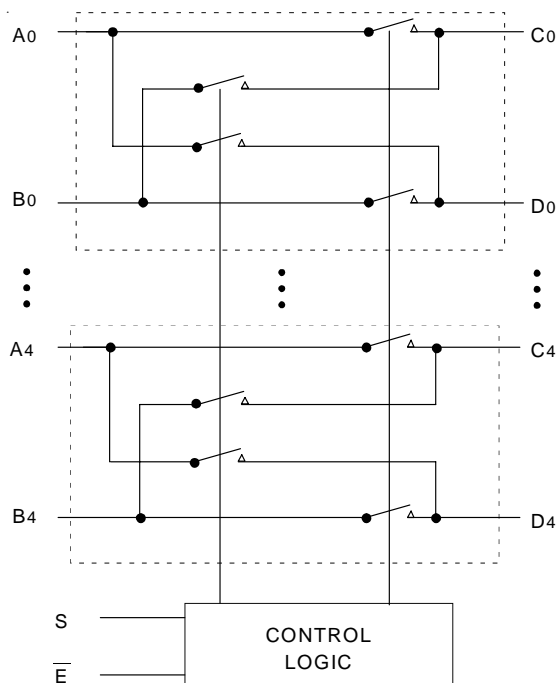 A0 C0
B0 D0
A4 C4
B4 D4
S
CONTROL
LOGIC
E̅